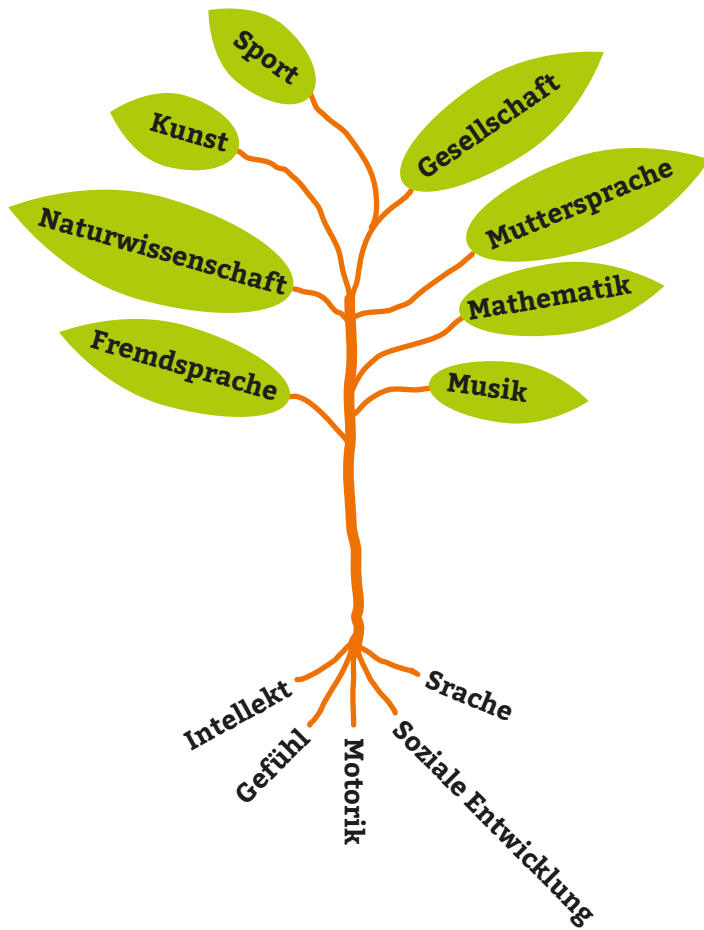 Sport
Gesellschaft
Kunst
Muttersprache
Naturwissenschaft
Mathematik
Fremdsprache
Musik
Intellekt
Gefühl
Motorik
Soziale Entwicklung
Srache